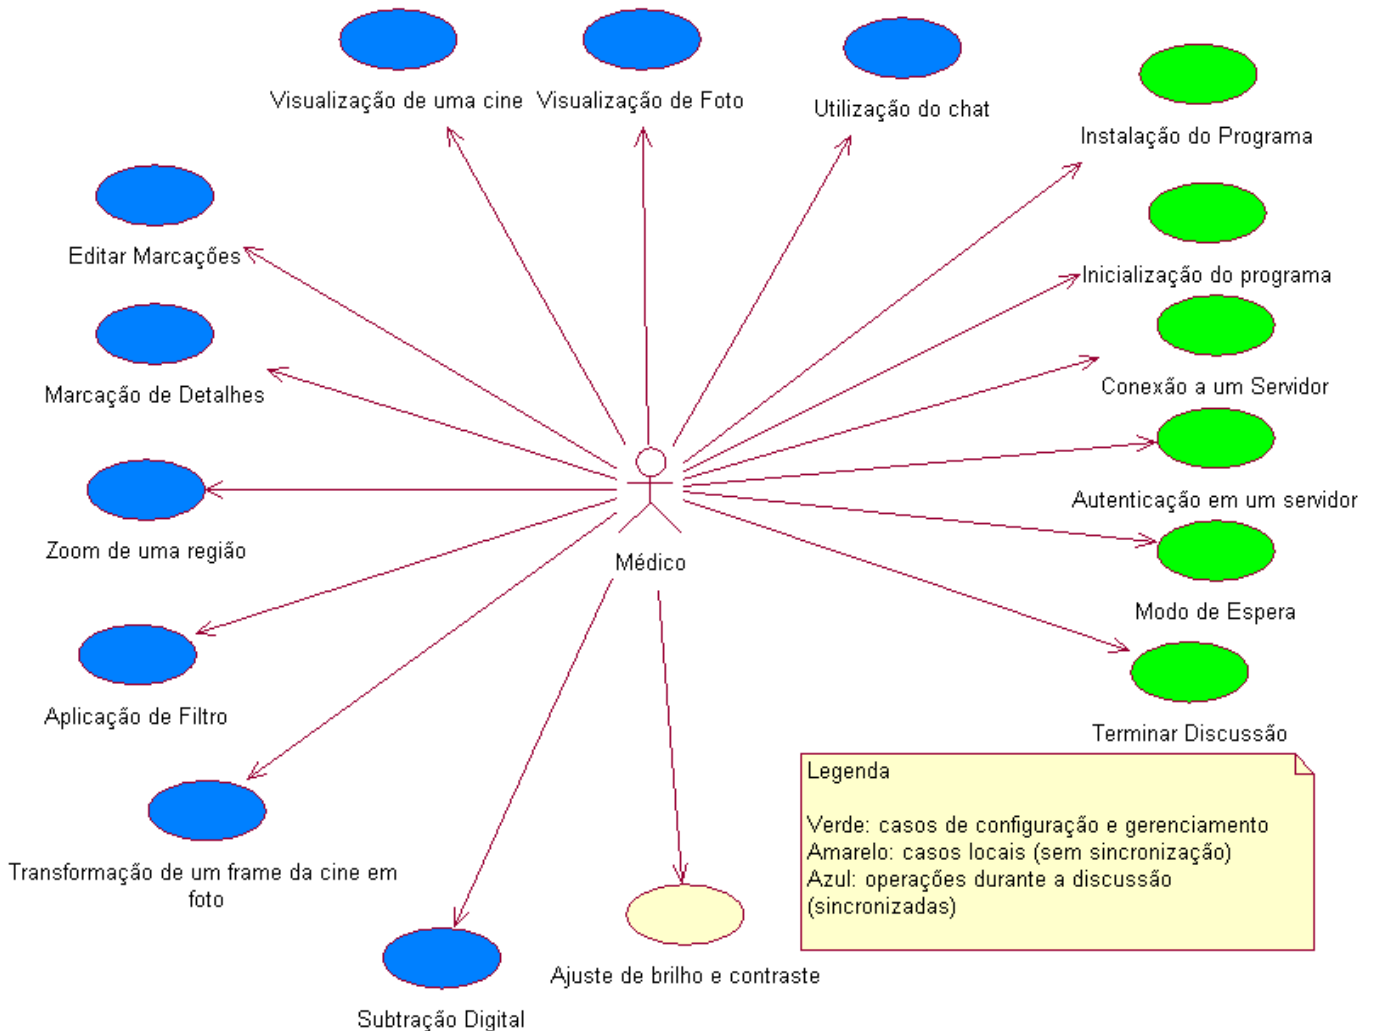 Visualização de uma cine
Visualização de Foto
Utilização do chat
Instalação do Programa
Editar Marcações
Inicialização do programa
Marcação de Detalhes
Conexão a um Servidor
Autenticação em um servidor
Zoom de uma região
Médico
Modo de Espera
Aplicação de Filtro
Terminar Discussão
Legenda
Verde: casos de configuração e gerenciamento
Amarelo: casos locais (sem sincronização)
Azul: operações durante a discussão
(sincronizadas)
Transformação de um frame da cine em
foto
Ajuste de brilho e contraste
Subtração Digital